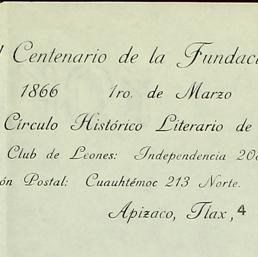 Centenario de la Fundaci
1866 1ro. de Marzo
Círculo Histórico Literario de
Club de Leones: Independencia 20
ón Postal: Cuauhtémoc 213 Norte.
Apizaco, Tlax, 4